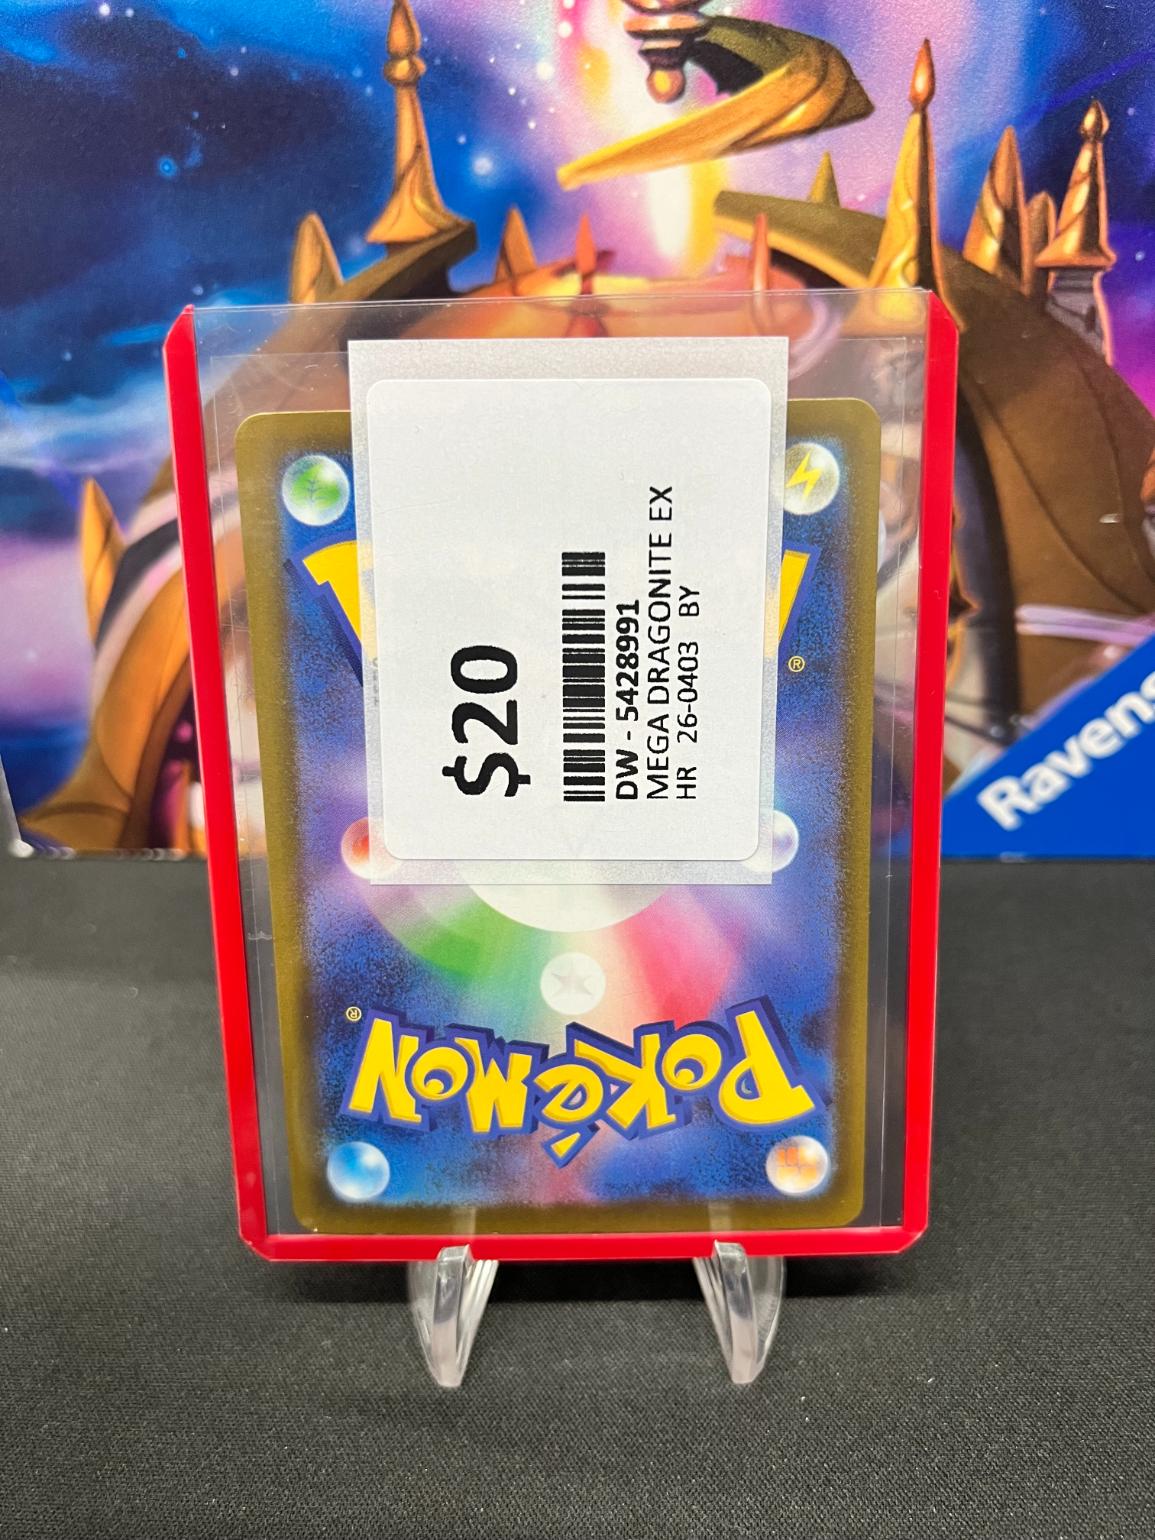 $20
DW - 5428991
MEGA DRAGONITE EX
HR 26-0403 BY
®
POKéMON
®
Ravens